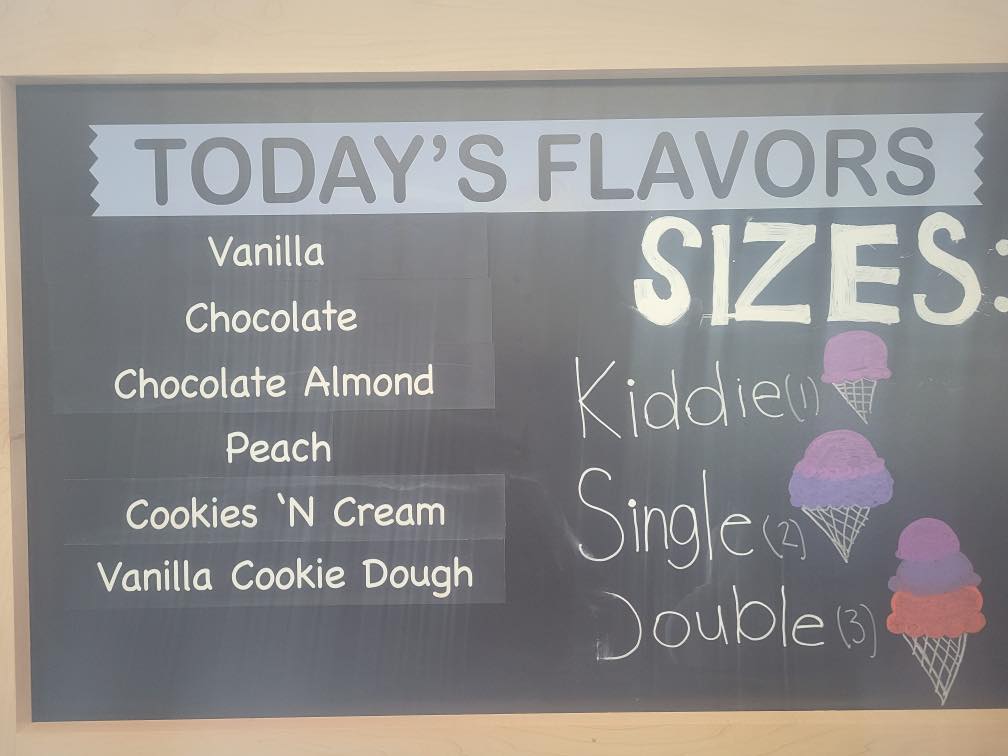 TODAY'S FLAVORS
Vanilla
Chocolate
Chocolate Almond
Peach
Cookies 'N Cream
Vanilla Cookie Dough
SIZES:
Kiddie (1)
Single (2)
Double (3)